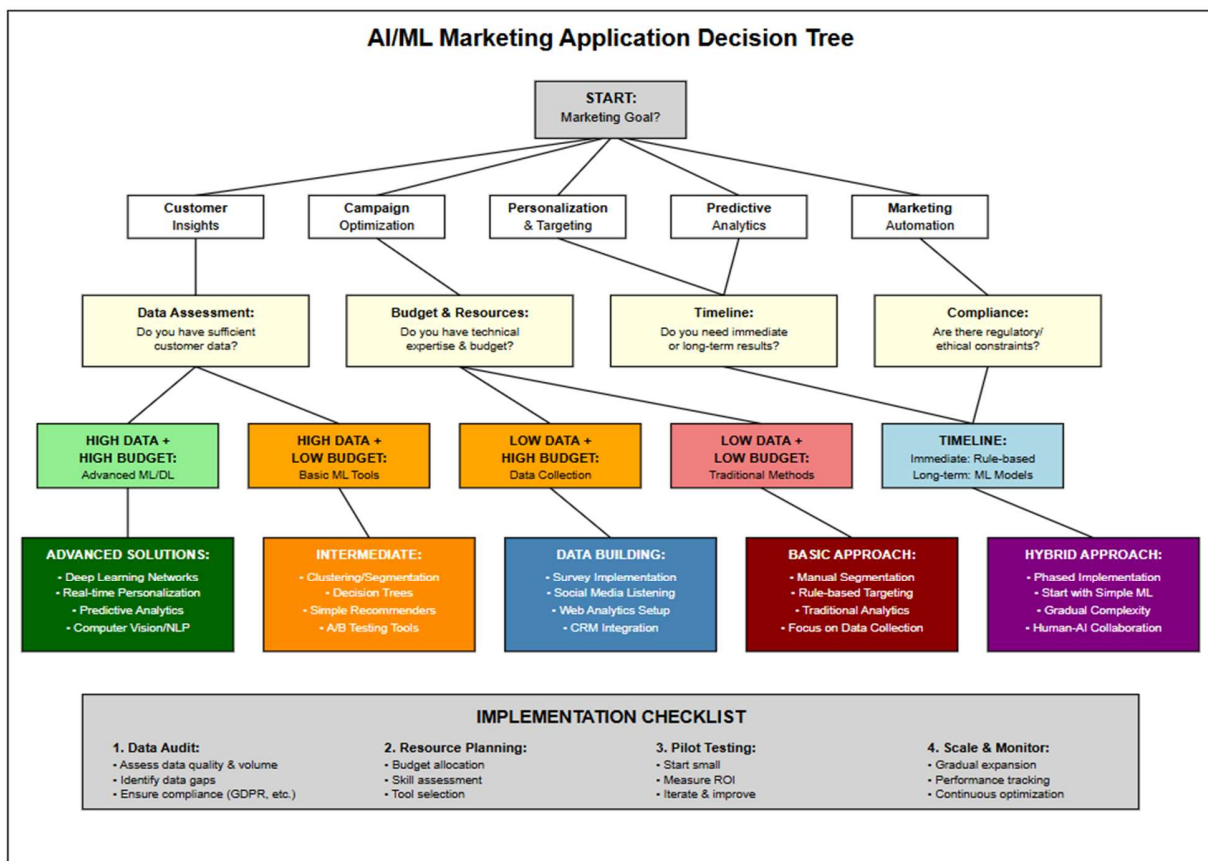 AI/ML Marketing Application Decision Tree
START:
Marketing Goal?
Customer
Insights
Campaign
Optimization
Personalization
& Targeting
Predictive
Analytics
Marketing
Automation
Data Assessment:
Do you have sufficient
customer data?
Budget & Resources:
Do you have technical
expertise & budget?
Timeline:
Do you need immediate
or long-term results?
Compliance:
Are there regulatory/
ethical constraints?
HIGH DATA +
HIGH BUDGET:
Advanced ML/DL
HIGH DATA +
LOW BUDGET:
Basic ML Tools
LOW DATA +
HIGH BUDGET:
Data Collection
LOW DATA +
LOW BUDGET:
Traditional Methods
TIMELINE:
Immediate: Rule-based
Long-term: ML Models
ADVANCED SOLUTIONS:
• Deep Learning Networks
• Real-time Personalization
• Predictive Analytics
• Computer Vision/NLP
INTERMEDIATE:
• Clustering/Segmentation
• Decision Trees
• Simple Recommenders
• A/B Testing Tools
DATA BUILDING:
• Survey Implementation
• Social Media Listening
• Web Analytics Setup
• CRM Integration
BASIC APPROACH:
• Manual Segmentation
• Rule-based Targeting
• Traditional Analytics
• Focus on Data Collection
HYBRID APPROACH:
• Phased Implementation
• Start with Simple ML
• Gradual Complexity
• Human-AI Collaboration
IMPLEMENTATION CHECKLIST
1. Data Audit:
• Assess data quality & volume
• Identify data gaps
• Ensure compliance (GDPR, etc.)
2. Resource Planning:
• Budget allocation
• Skill assessment
• Tool selection
3. Pilot Testing:
• Start small
• Measure ROI
• Iterate & improve
4. Scale & Monitor:
• Gradual expansion
• Performance tracking
• Continuous optimization